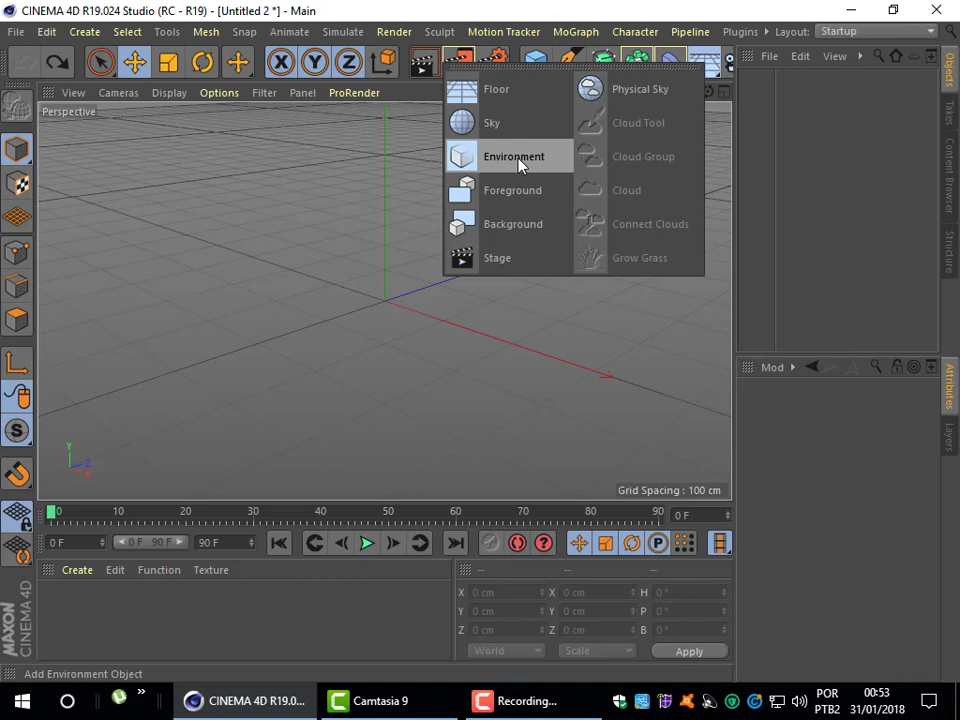 CINEMA 4D R19.024 Studio (RC - R19) - [Untitled 2 *] - Main
File Edit Create Select Tools Mesh Snap Animate Simulate Render Sculpt Motion Tracker MoGraph Character Pipeline Plugins Layout: Startup
X Y Z
File Edit View
View Cameras Display Options Filter Panel ProRender
Perspective
Floor
Sky
Environment
Foreground
Background
Stage
Physical Sky
Cloud Tool
Cloud Group
Cloud
Connect Clouds
Grow Grass
Objects
Takes
Content Browser
Structure
Mod
Attributes
Layers
S
Y
Z
X
Grid Spacing : 100 cm
0 10 20 30 40 50 60 70 80 90 0 F
0 F 0 F 90 F 90 F P
Create Edit Function Texture
-- -- --
X 0 cm X 0 cm H 0 °
Y 0 cm Y 0 cm P 0 °
Z 0 cm Z 0 cm B 0 °
World Scale Apply
MAXON
CINEMA 4D
Add Environment Object
CINEMA 4D R19.0... Camtasia 9 Recording... POR
PTB2
00:53
31/01/2018